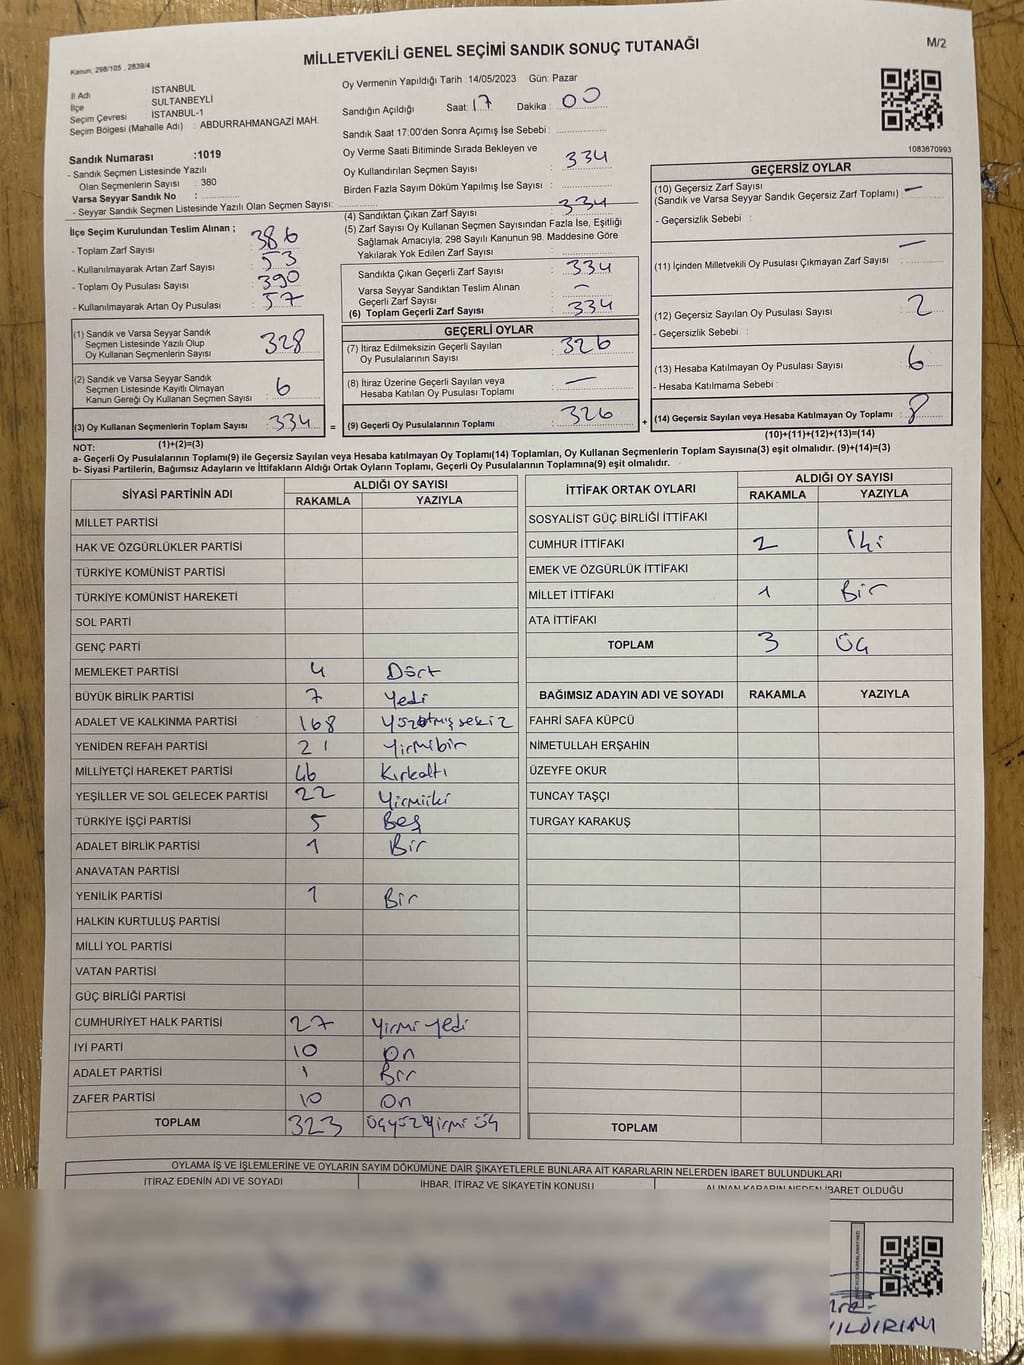 MİLLETVEKİLİ GENEL SEÇİMİ SANDIK SONUÇ TUTANAĞI
M/2
Kanun, 298/105 , 2839/4
İl Adı : İSTANBUL
İlçe : SULTANBEYLİ
Seçim Çevresi : İSTANBUL-1
Seçim Bölgesi (Mahalle Adı) : ABDURRAHMANGAZİ MAH.
Oy Vermenin Yapıldığı Tarih :14/05/2023 Gün: Pazar
Sandığın Açıldığı Saat: 17 Dakika : 00
Sandık Saat 17:00'den Sonra Açımış İse Sebebi :
1083670993
Sandık Numarası :1019
- Sandık Seçmen Listesinde Yazılı
Olan Seçmenlerin Sayısı : 380
Varsa Seyyar Sandık No :
- Seyyar Sandık Seçmen Listesinde Yazılı Olan Seçmen Sayısı:
Oy Verme Saati Bitiminde Sırada Bekleyen ve
Oy Kullandırılan Seçmen Sayısı : 334
Birden Fazla Sayım Döküm Yapılmış İse Sayısı :
(4) Sandıktan Çıkan Zarf Sayısı : 334
(5) Zarf Sayısı Oy Kullanan Seçmen Sayısından Fazla İse, Eşitliği
Sağlamak Amacıyla; 298 Sayılı Kanunun 98. Maddesine Göre
Yakılarak Yok Edilen Zarf Sayısı :
İlçe Seçim Kurulundan Teslim Alınan ;
- Toplam Zarf Sayısı : 386
- Kullanılmayarak Artan Zarf Sayısı : 53
- Toplam Oy Pusulası Sayısı : 390
- Kullanılmayarak Artan Oy Pusulası : 57
Sandıkta Çıkan Geçerli Zarf Sayısı : 334
Varsa Seyyar Sandıktan Teslim Alınan
Geçerli Zarf Sayısı : –
(6) Toplam Geçerli Zarf Sayısı : 334
GEÇERSİZ OYLAR
(10) Geçersiz Zarf Sayısı
(Sandık ve Varsa Seyyar Sandık Geçersiz Zarf Toplamı) : —
- Geçersizlik Sebebi :
(11) İçinden Milletvekili Oy Pusulası Çıkmayan Zarf Sayısı : —
(12) Geçersiz Sayılan Oy Pusulası Sayısı : 2
- Geçersizlik Sebebi :
(13) Hesaba Katılmayan Oy Pusulası Sayısı : 6
- Hesaba Katılmama Sebebi :
(14) Geçersiz Sayılan veya Hesaba Katılmayan Oy Toplamı : 8
(10)+(11)+(12)+(13)=(14)
(1) Sandık ve Varsa Seyyar Sandık
Seçmen Listesinde Yazılı Olup
Oy Kullanan Seçmenlerin Sayısı : 328
(2) Sandık ve Varsa Seyyar Sandık
Seçmen Listesinde Kayıtlı Olmayan
Kanun Gereği Oy Kullanan Seçmen Sayısı : 6
(3) Oy Kullanan Seçmenlerin Toplam Sayısı : 334 =
(1)+(2)=(3)
GEÇERLİ OYLAR
(7) İtiraz Edilmeksizin Geçerli Sayılan
Oy Pusulalarının Sayısı : 326
(8) İtiraz Üzerine Geçerli Sayılan veya
Hesaba Katılan Oy Pusulası Toplamı : —
(9) Geçerli Oy Pusulalarının Toplamı : 326 +
NOT:
a- Geçerli Oy Pusulalarının Toplamı(9) ile Geçersiz Sayılan veya Hesaba katılmayan Oy Toplamı(14) Toplamları, Oy Kullanan Seçmenlerin Toplam Sayısına(3) eşit olmalıdır. (9)+(14)=(3)
b- Siyasi Partilerin, Bağımsız Adayların ve İttifakların Aldığı Ortak Oyların Toplamı, Geçerli Oy Pusulalarının Toplamına(9) eşit olmalıdır.
SİYASİ PARTİNİN ADI ALDIĞI OY SAYISI
RAKAMLA YAZIYLA
MİLLET PARTİSİ
HAK VE ÖZGÜRLÜKLER PARTİSİ
TÜRKİYE KOMÜNİST PARTİSİ
TÜRKİYE KOMÜNİST HAREKETİ
SOL PARTİ
GENÇ PARTİ
MEMLEKET PARTİSİ 4 Dört
BÜYÜK BİRLİK PARTİSİ 7 Yedi
ADALET VE KALKINMA PARTİSİ 168 Yüzatmışsekiz
YENİDEN REFAH PARTİSİ 21 Yirmibir
MİLLİYETÇİ HAREKET PARTİSİ 46 Kırkaltı
YEŞİLLER VE SOL GELECEK PARTİSİ 22 Yirmiiki
TÜRKİYE İŞÇİ PARTİSİ 5 Beş
ADALET BİRLİK PARTİSİ 1 Bir
ANAVATAN PARTİSİ
YENİLİK PARTİSİ 1 Bir
HALKIN KURTULUŞ PARTİSİ
MİLLİ YOL PARTİSİ
VATAN PARTİSİ
GÜÇ BİRLİĞİ PARTİSİ
CUMHURİYET HALK PARTİSİ 27 Yirmi yedi
İYİ PARTİ 10 On
ADALET PARTİSİ 1 Bir
ZAFER PARTİSİ 10 On
TOPLAM 323 Üçyüzyirmi üç
İTTİFAK ORTAK OYLARI ALDIĞI OY SAYISI
RAKAMLA YAZIYLA
SOSYALİST GÜÇ BİRLİĞİ İTTİFAKI
CUMHUR İTTİFAKI 2 İki
EMEK VE ÖZGÜRLÜK İTTİFAKI
MİLLET İTTİFAKI 1 Bir
ATA İTTİFAKI
TOPLAM 3 ÜÇ
BAĞIMSIZ ADAYIN ADI VE SOYADI RAKAMLA YAZIYLA
FAHRİ SAFA KÜPCÜ
NİMETULLAH ERŞAHİN
ÜZEYFE OKUR
TUNCAY TAŞÇI
TURGAY KARAKUŞ
TOPLAM
OYLAMA İŞ VE İŞLEMLERİNE VE OYLARIN SAYIM DÖKÜMÜNE DAİR ŞİKAYETLERLE BUNLARA AİT KARARLARIN NELERDEN İBARET BULUNDUKLARI
İTİRAZ EDENİN ADI VE SOYADI İHBAR, İTİRAZ VE ŞİKAYETİN KONUSU ALINAN KARARIN NEDEN İBARET OLDUĞU
YILDIRIM